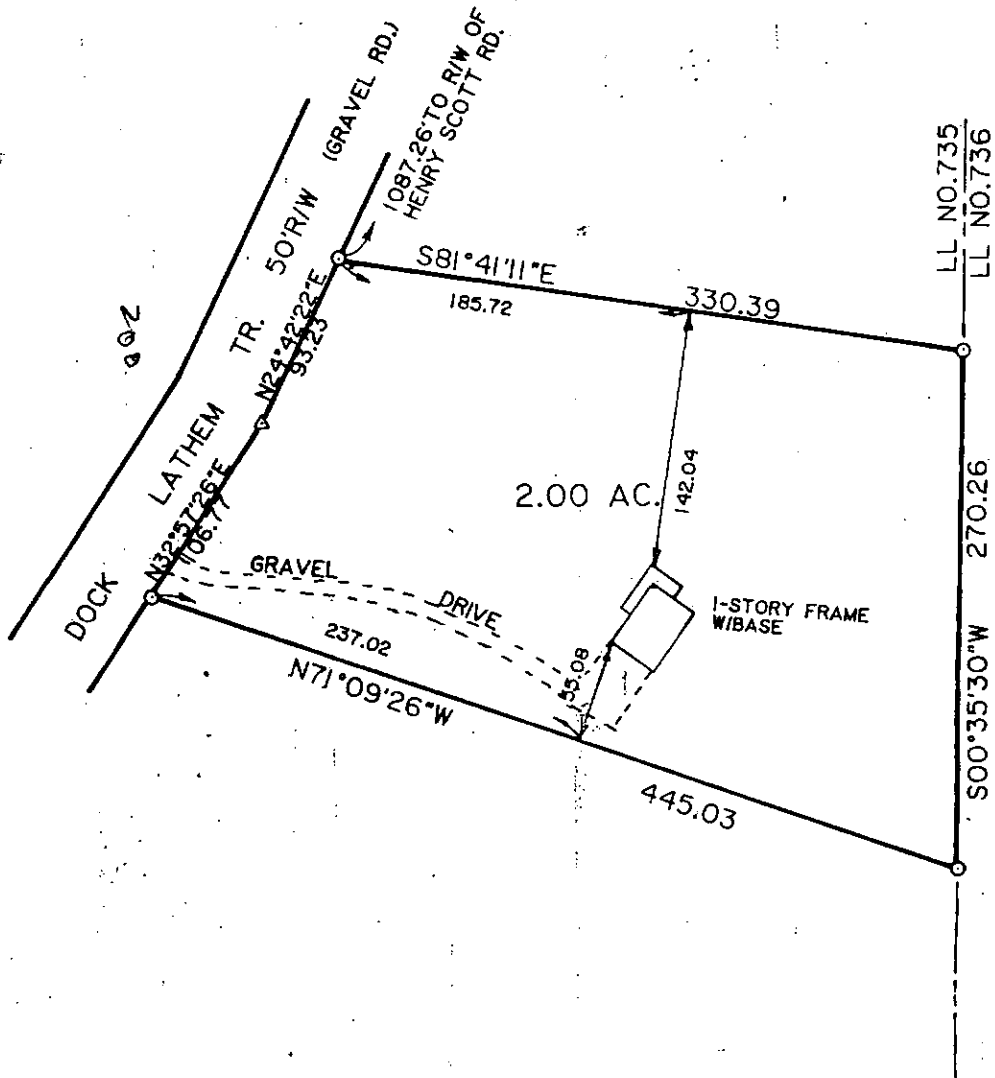 DOCK LATHEM TR. 50'R/W (GRAVEL RD.)
1087.26'TO R/W OF
HENRY SCOTT RD.
N24°42'22"E
93.23
N32°57'26"E
106.77
S81°41'11"E
330.39
185.72
LL NO.735
LL NO.736
2.00 AC.
142.04
GRAVEL DRIVE
1-STORY FRAME
W/BASE
55.08
237.02
N71°09'26"W
445.03
S00°35'30"W 270.26